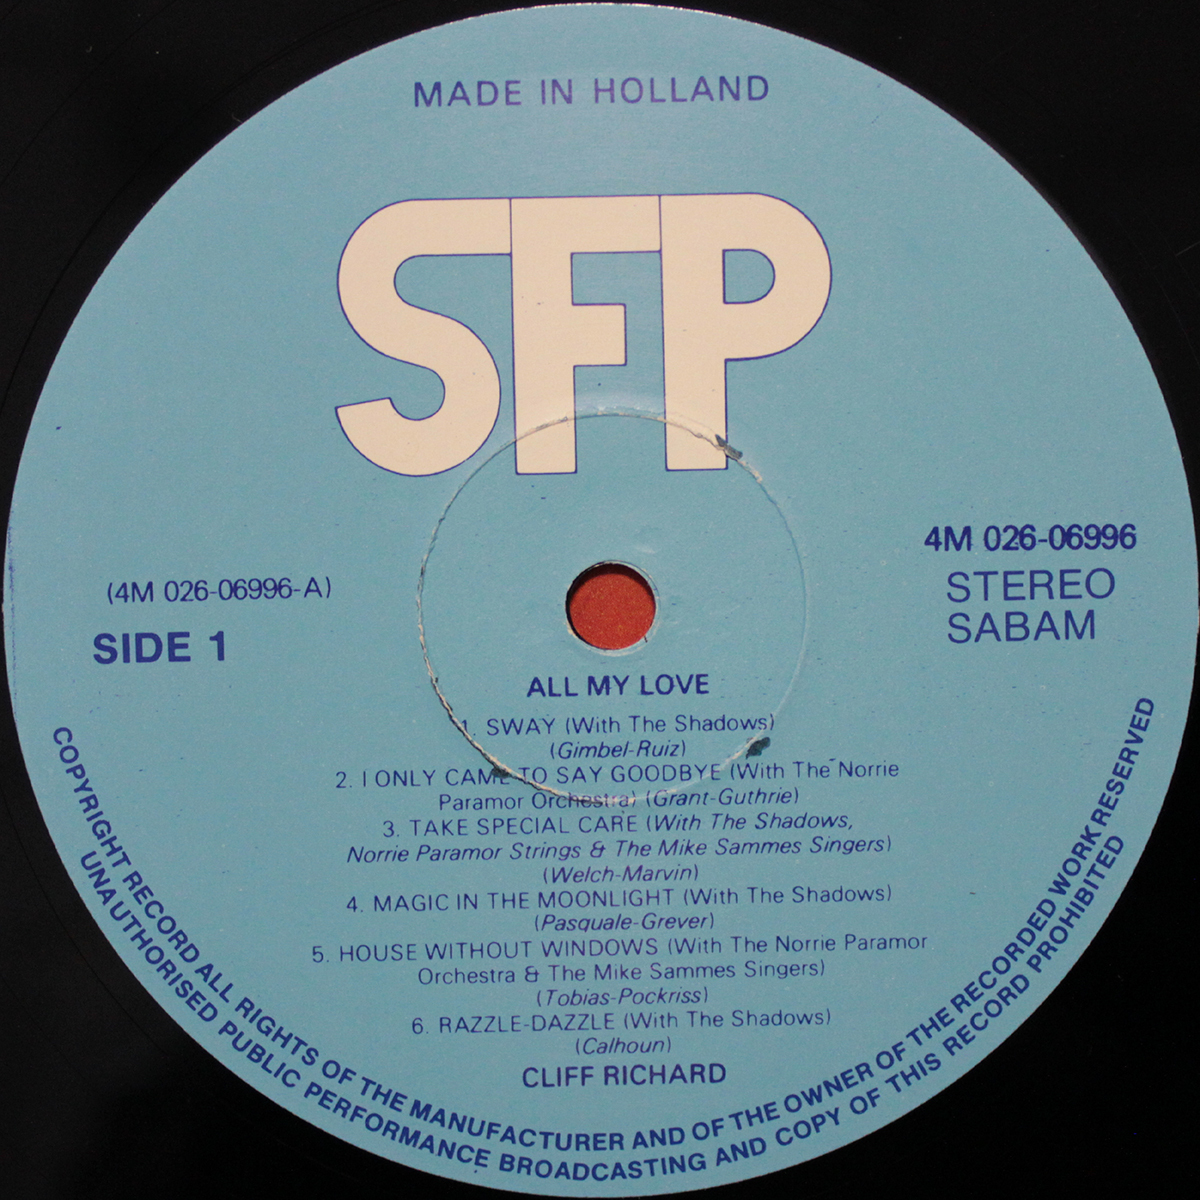 MADE IN HOLLAND
SFP
4M 026-06996
STEREO
SABAM
(4M 026-06996-A)
SIDE 1
ALL MY LOVE
1. SWAY (With The Shadows)
(Gimbel-Ruiz)
2. I ONLY CAME TO SAY GOODBYE (With The Norrie
Paramor Orchestra) (Grant-Guthrie)
3. TAKE SPECIAL CARE (With The Shadows,
Norrie Paramor Strings & The Mike Sammes Singers)
(Welch-Marvin)
4. MAGIC IN THE MOONLIGHT (With The Shadows)
(Pasquale-Grever)
5. HOUSE WITHOUT WINDOWS (With The Norrie Paramor
Orchestra & The Mike Sammes Singers)
(Tobias-Pockriss)
6. RAZZLE-DAZZLE (With The Shadows)
(Calhoun)
CLIFF RICHARD
COPYRIGHT RECORD ALL RIGHTS OF THE MANUFACTURER AND OF THE OWNER OF THE RECORDED WORK RESERVED
UNAUTHORISED PUBLIC PERFORMANCE BROADCASTING AND COPY OF THIS RECORD PROHIBITED